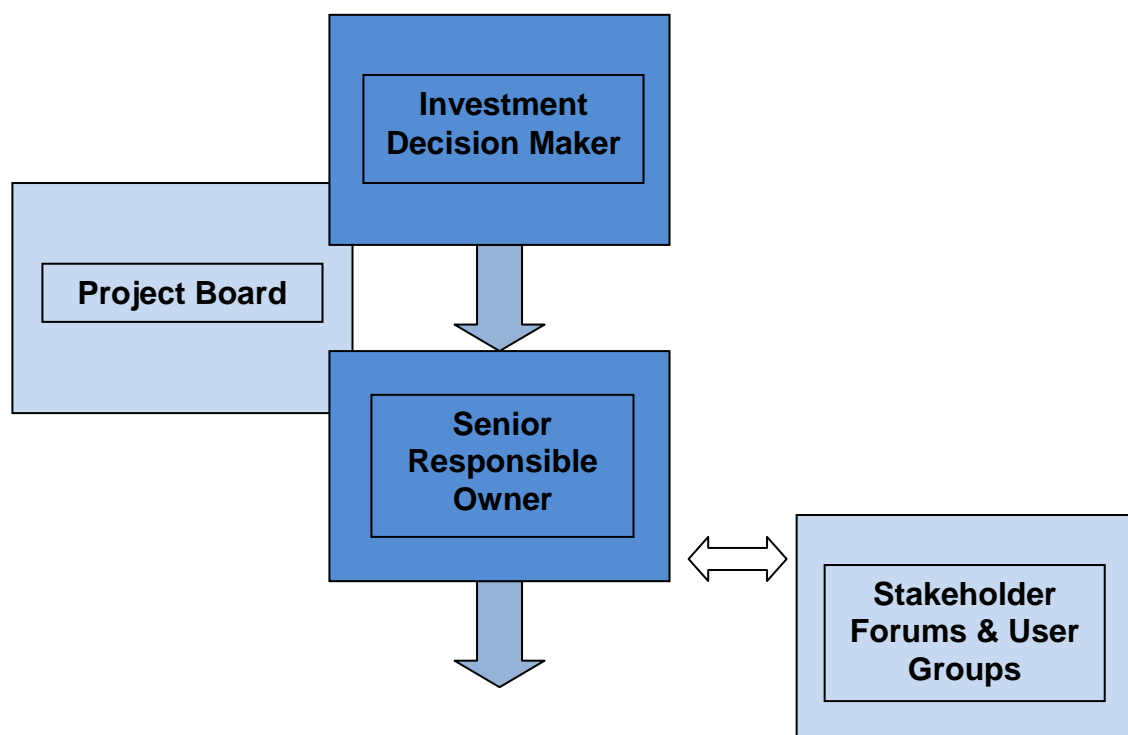 Investment
Decision Maker
Project Board
Senior
Responsible
Owner
Stakeholder
Forums & User
Groups